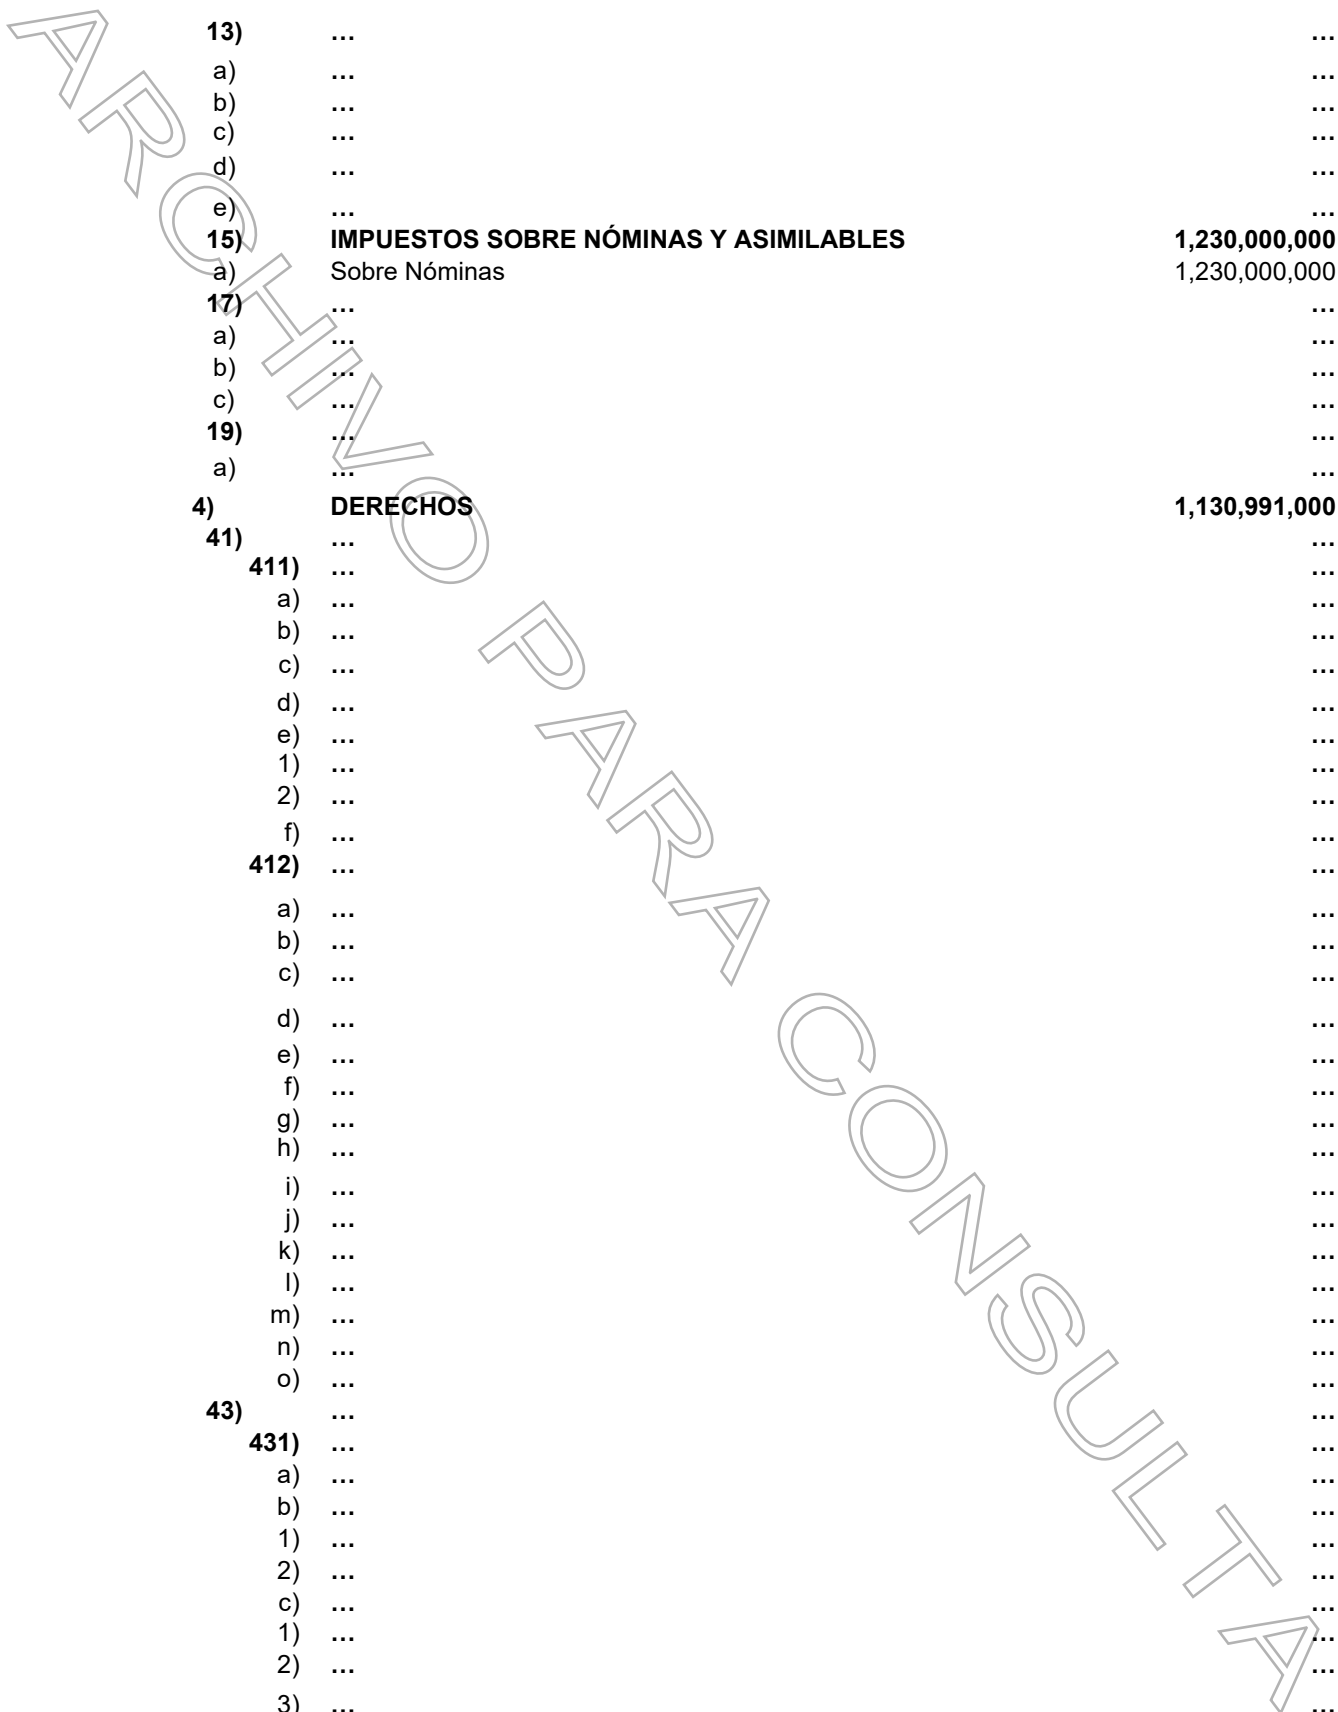 13) … …
a) … …
b) … …
c) … …
d) … …
e) … …
15) IMPUESTOS SOBRE NÓMINAS Y ASIMILABLES 1,230,000,000
a) Sobre Nóminas 1,230,000,000
17) … …
a) … …
b) … …
c) … …
19) … …
a) … …
4) DERECHOS 1,130,991,000
41) … …
411) … …
a) … …
b) … …
c) … …
d) … …
e) … …
1) … …
2) … …
f) … …
412) … …
a) … …
b) … …
c) … …
d) … …
e) … …
f) … …
g) … …
h) … …
i) … …
j) … …
k) … …
l) … …
m) … …
n) … …
o) … …
43) … …
431) … …
a) … …
b) … …
1) … …
2) … …
c) … …
1) … …
2) … …
3) … …
ARCHIVO PARA CONSULTA